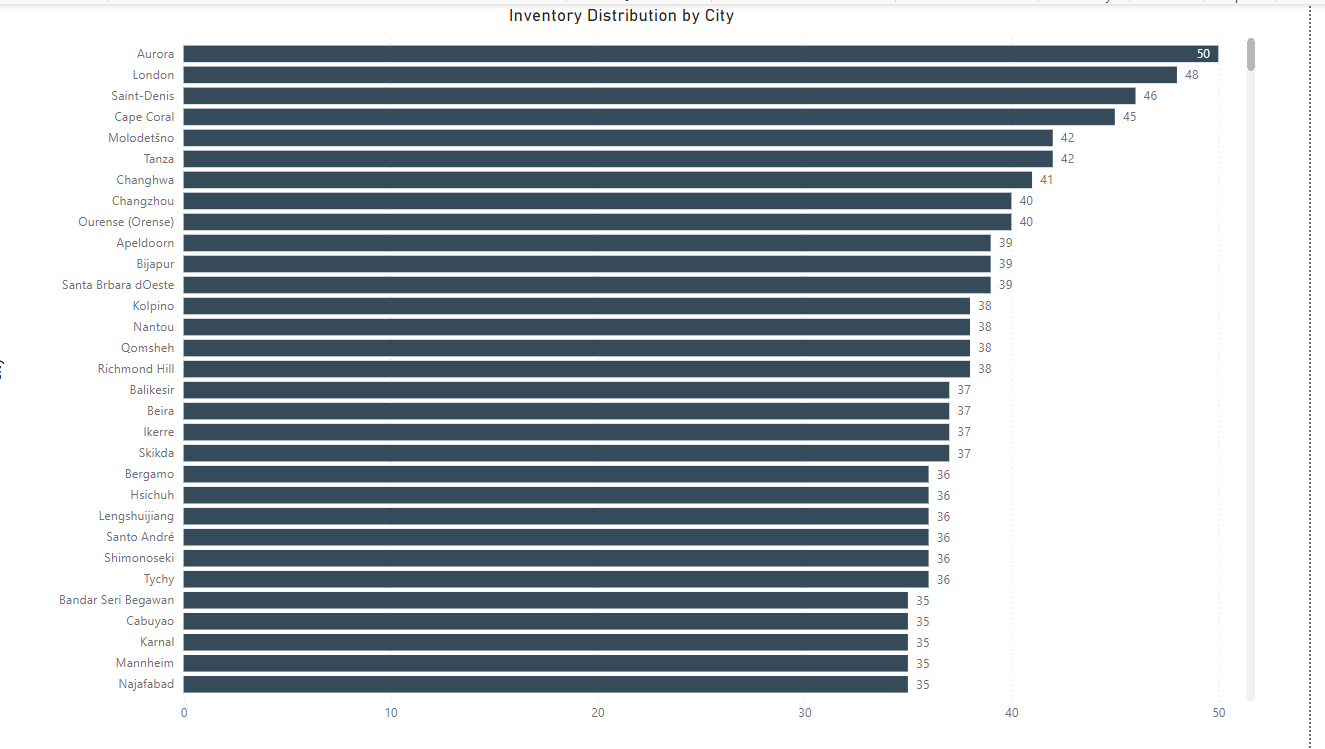 Inventory Distribution by City
Aurora 50
London 48
Saint-Denis 46
Cape Coral 45
Molodetšno 42
Tanza 42
Changhwa 41
Changzhou 40
Ourense (Orense) 40
Apeldoorn 39
Bijapur 39
Santa Brbara dOeste 39
Kolpino 38
Nantou 38
Qomsheh 38
Richmond Hill 38
Balikesir 37
Beira 37
Ikerre 37
Skikda 37
Bergamo 36
Hsichuh 36
Lengshuijiang 36
Santo André 36
Shimonoseki 36
Tychy 36
Bandar Seri Begawan 35
Cabuyao 35
Karnal 35
Mannheim 35
Najafabad 35
0 10 20 30 40 50